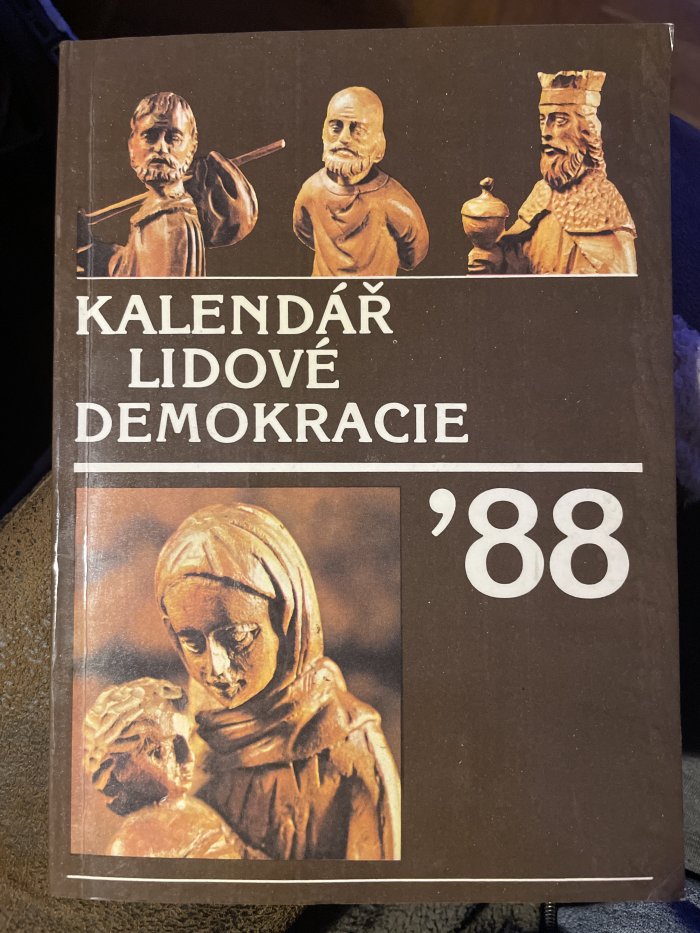 KALENDÁŘ
LIDOVÉ
DEMOKRACIE
’88